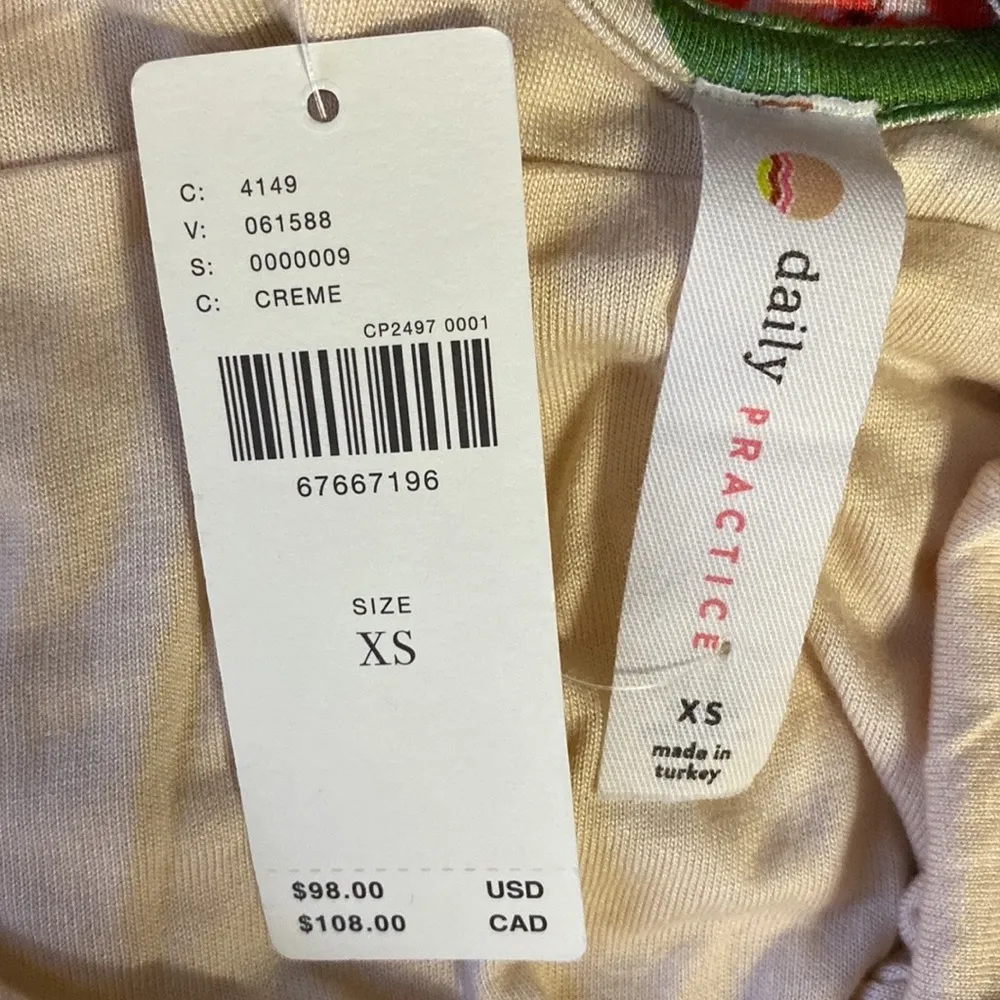 C: 4149
V: 061588
S: 0000009
C: CREME
CP2497 0001
67667196
SIZE
XS
$98.00 USD
$108.00 CAD
daily PRACTICE
XS
made in
turkey